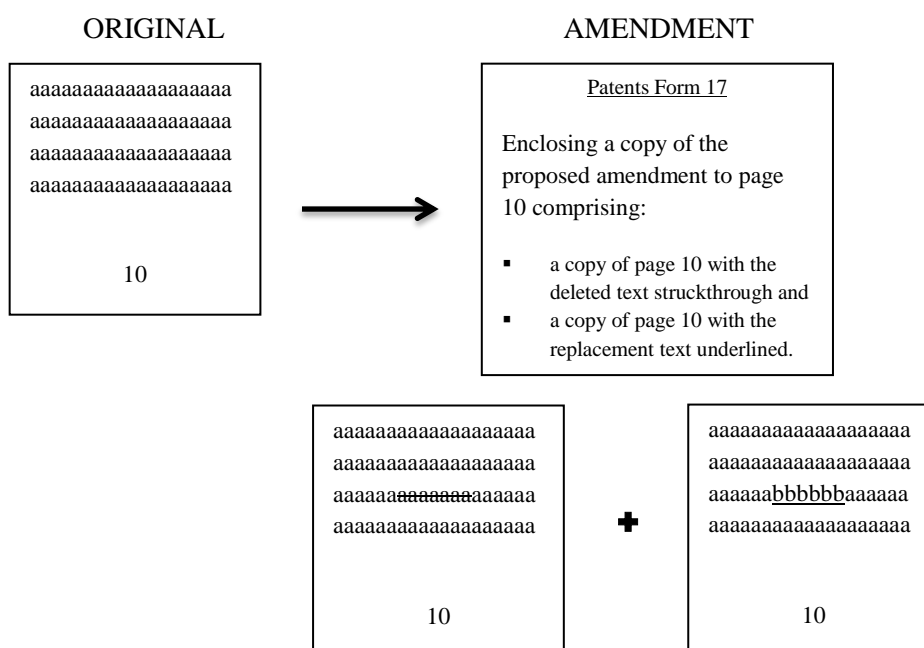 ORIGINAL
aaaaaaaaaaaaaaaaaaa
aaaaaaaaaaaaaaaaaaa
aaaaaaaaaaaaaaaaaaa
aaaaaaaaaaaaaaaaaaa
10
AMENDMENT
Patents Form 17
Enclosing a copy of the
proposed amendment to page
10 comprising:
▪ a copy of page 10 with the
deleted text struckthrough and
▪ a copy of page 10 with the
replacement text underlined.
aaaaaaaaaaaaaaaaaaa
aaaaaaaaaaaaaaaaaaa
aaaaaaaaaaaaaaaaaaa
aaaaaaaaaaaaaaaaaaa
10
aaaaaaaaaaaaaaaaaaa
aaaaaaaaaaaaaaaaaaa
aaaaaabbbbbbaaaaaa
aaaaaaaaaaaaaaaaaaa
10